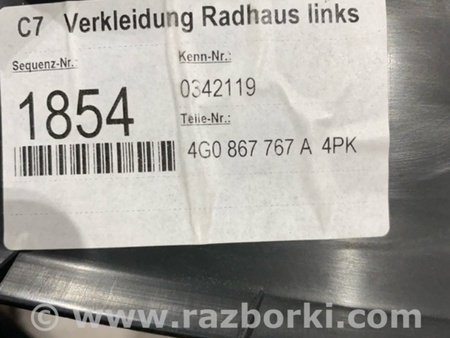 C7 Verkleidung Radhaus links
Sequenz-Nr.:
Kenn-Nr.:
1854
0342119
Teile-Nr.:
4G0 867 767 A 4PK
© www.razborki.com